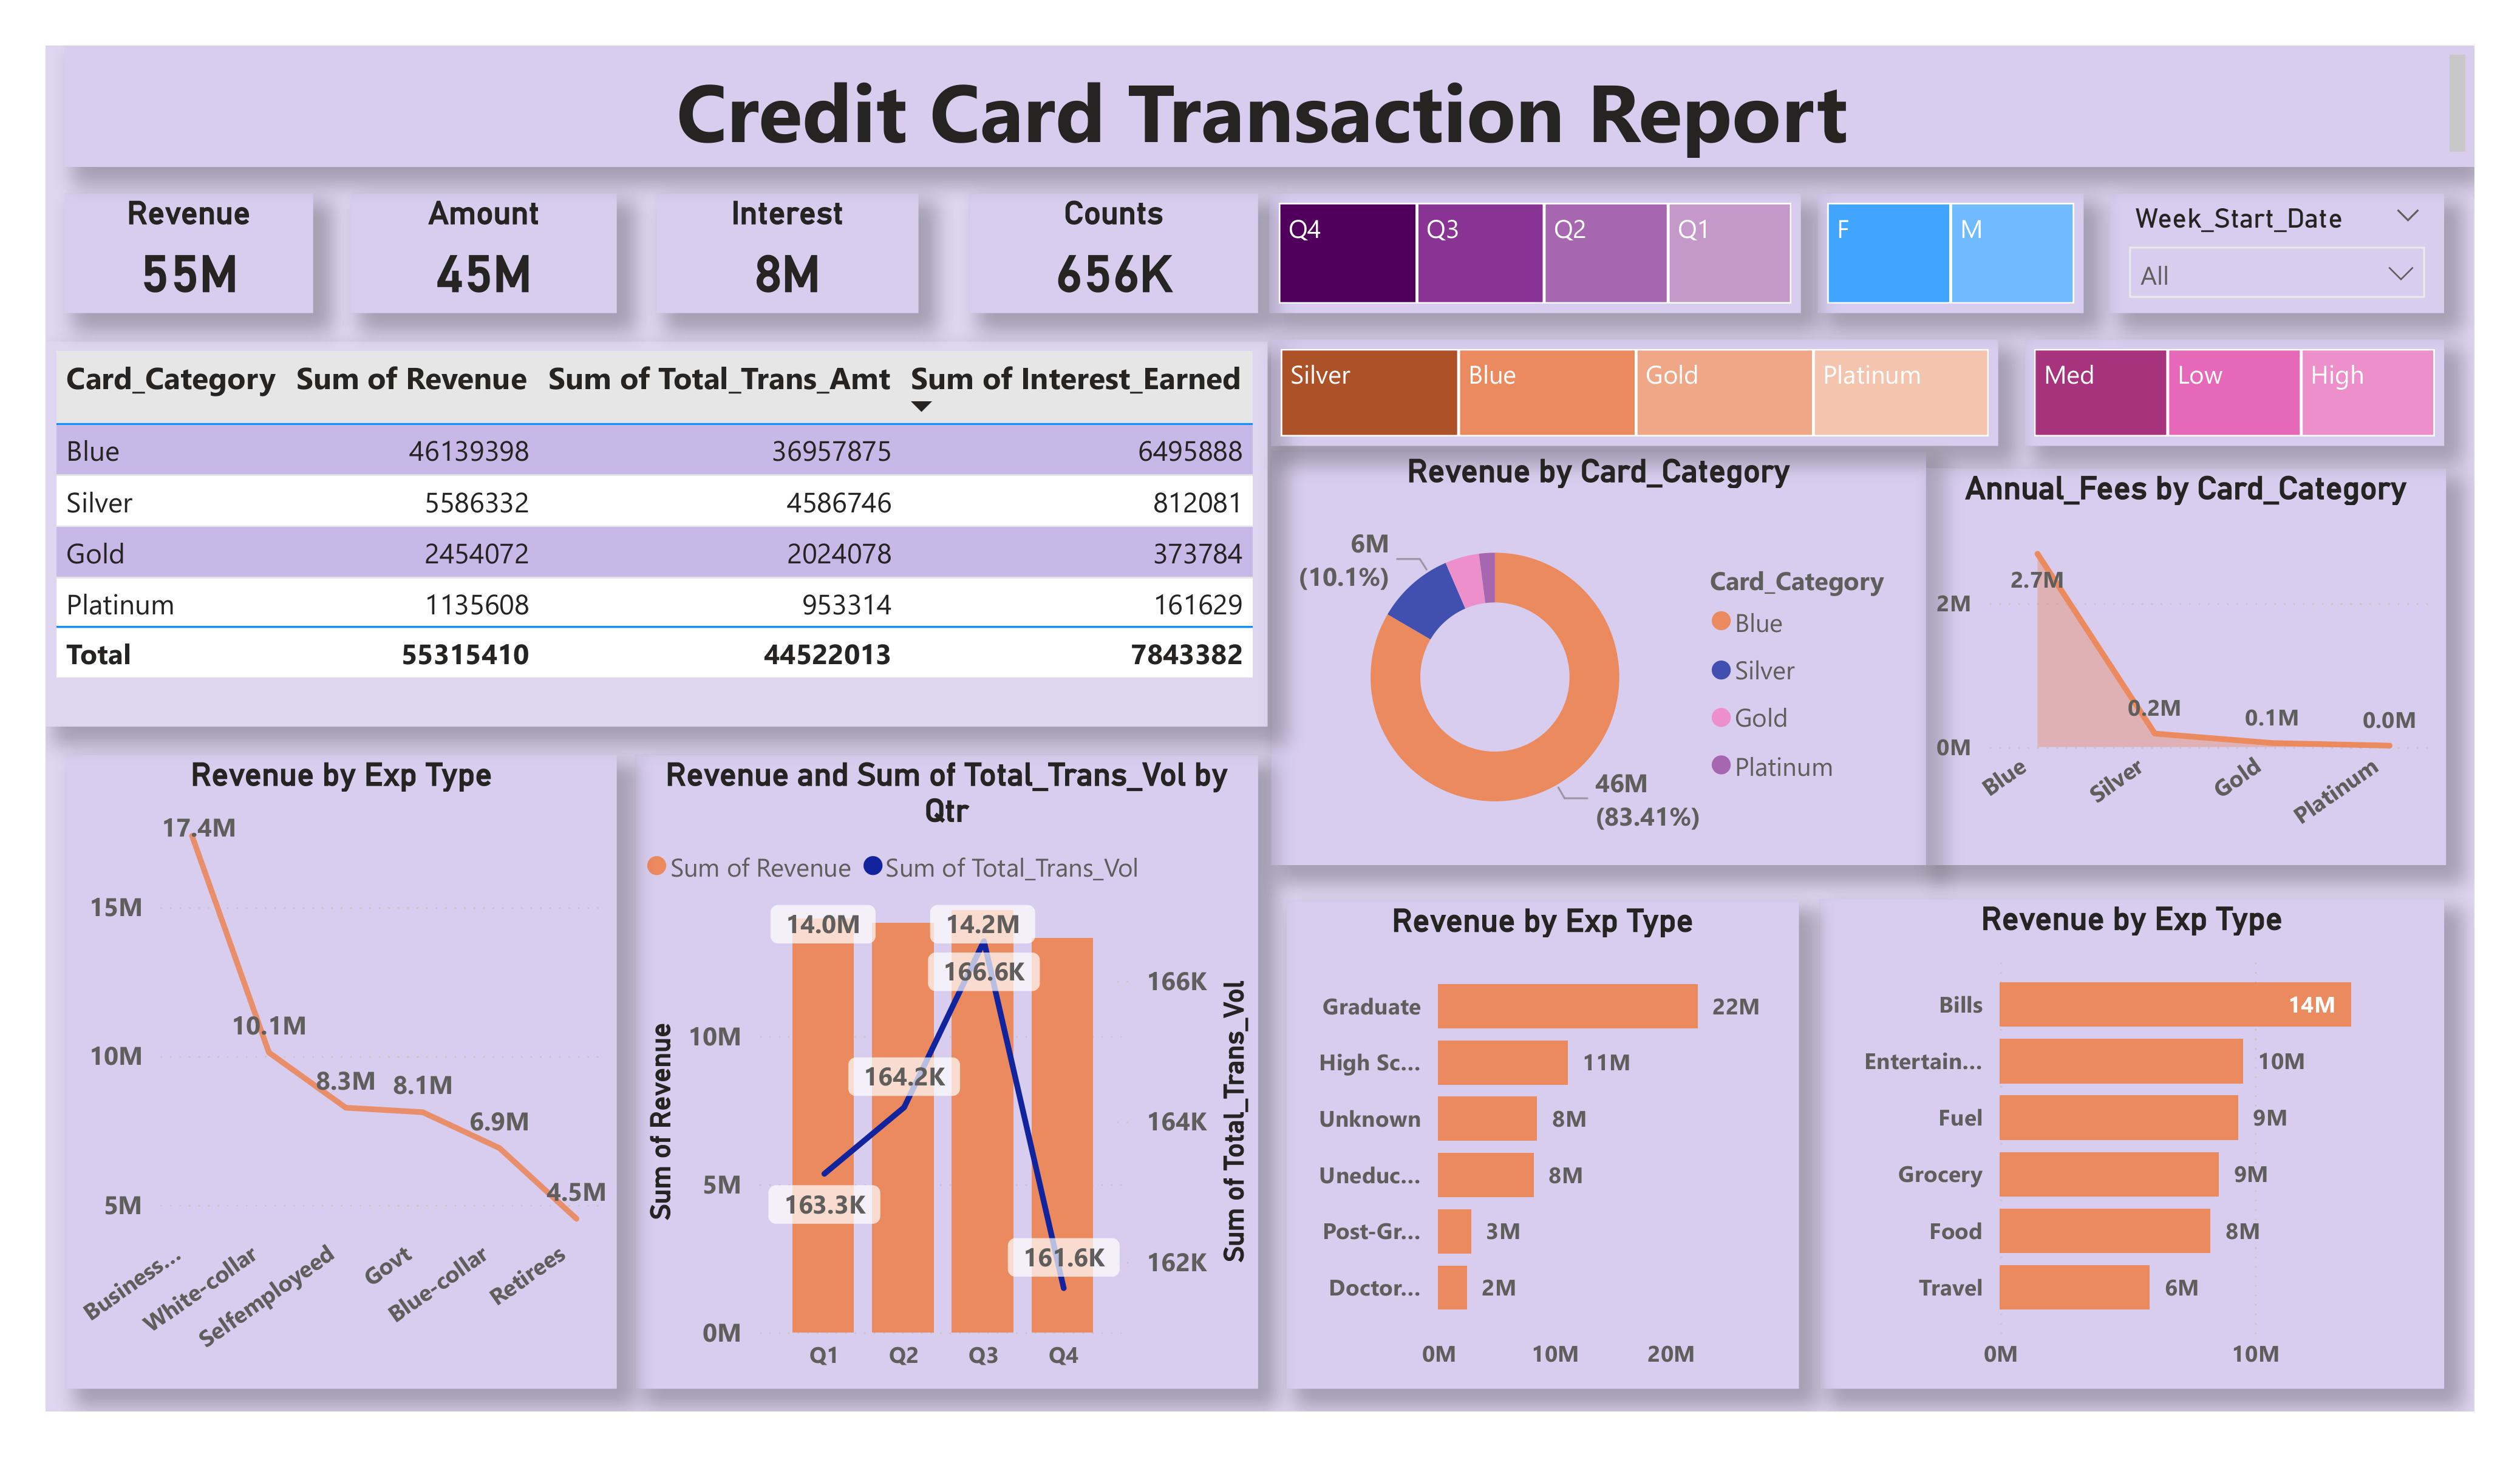 Credit Card Transaction Report
Revenue
55M
Amount
45M
Interest
8M
Counts
656K
Q4 Q3 Q2 Q1
F M
Week_Start_Date
All
Card_Category Sum of Revenue Sum of Total_Trans_Amt Sum of Interest_Earned
Blue 46139398 36957875 6495888
Silver 5586332 4586746 812081
Gold 2454072 2024078 373784
Platinum 1135608 953314 161629
Total 55315410 44522013 7843382
Silver Blue Gold Platinum
Med Low High
Revenue by Card_Category
6M
(10.1%)
46M
(83.41%)
Card_Category
Blue
Silver
Gold
Platinum
Annual_Fees by Card_Category
2M
0M
2.7M
0.2M
0.1M
0.0M
Blue
Silver
Gold
Platinum
Revenue by Exp Type
15M
10M
5M
17.4M
10.1M
8.3M
8.1M
6.9M
4.5M
Business...
White-collar
Selfemployeed
Govt
Blue-collar
Retirees
Revenue and Sum of Total_Trans_Vol by
Qtr
Sum of Revenue Sum of Total_Trans_Vol
Sum of Revenue
10M
5M
0M
14.0M
14.2M
166.6K
164.2K
163.3K
161.6K
166K
164K
162K
Sum of Total_Trans_Vol
Q1 Q2 Q3 Q4
Revenue by Exp Type
Graduate 22M
High Sc... 11M
Unknown 8M
Uneduc... 8M
Post-Gr... 3M
Doctor... 2M
0M 10M 20M
Revenue by Exp Type
Bills 14M
Entertain... 10M
Fuel 9M
Grocery 9M
Food 8M
Travel 6M
0M 10M